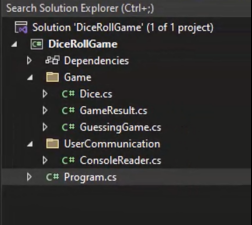 Search Solution Explorer (Ctrl+;)
Solution 'DiceRollGame' (1 of 1 project)
C# DiceRollGame
Dependencies
Game
C# Dice.cs
C# GameResult.cs
C# GuessingGame.cs
UserCommunication
C# ConsoleReader.cs
C# Program.cs